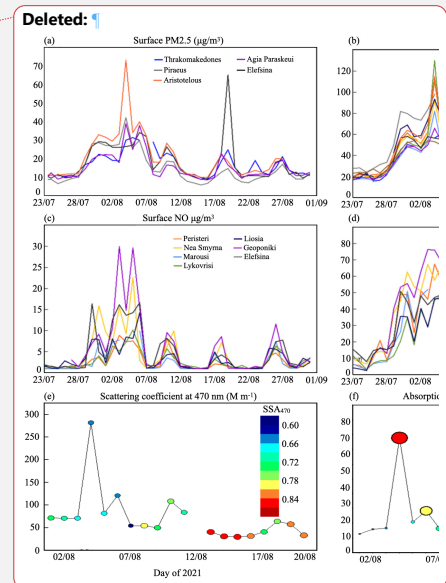 Deleted: ¶
(a) Surface PM2.5 (µg/m³)
Thrakomakedones
Piraeus
Aristotelous
Agia Paraskeui
Elefsina
70
60
50
40
30
20
10
0
23/07 28/07 02/08 07/08 12/08 17/08 22/08 27/08 01/09
(b)
120
100
80
60
40
20
0
23/07 28/07 02/08
(c) Surface NO µg/m³
Peristeri
Nea Smyrna
Marousi
Lykovrisi
Liosia
Geoponiki
Elefsina
30
25
20
15
10
5
0
23/07 28/07 02/08 07/08 12/08 17/08 22/08 27/08 01/09
(d)
80
70
60
50
40
30
20
10
0
23/07 28/07 02/08
(e) Scattering coefficient at 470 nm (M m⁻¹)
SSA470
0.60
0.66
0.72
0.78
0.84
300
250
200
150
100
50
0
02/08 07/08 12/08 17/08 20/08
Day of 2021
(f) Absorptio
80
70
60
50
40
30
20
10
0
02/08 07/0